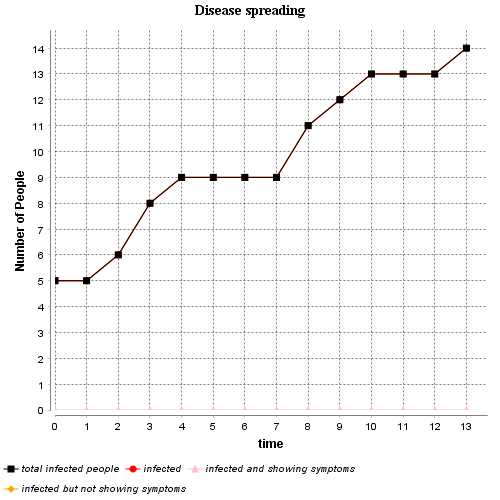 Disease spreading
Number of People
14
13
12
11
10
9
8
7
6
5
4
3
2
1
0
0 1 2 3 4 5 6 7 8 9 10 11 12 13
time
total infected people infected infected and showing symptoms
infected but not showing symptoms